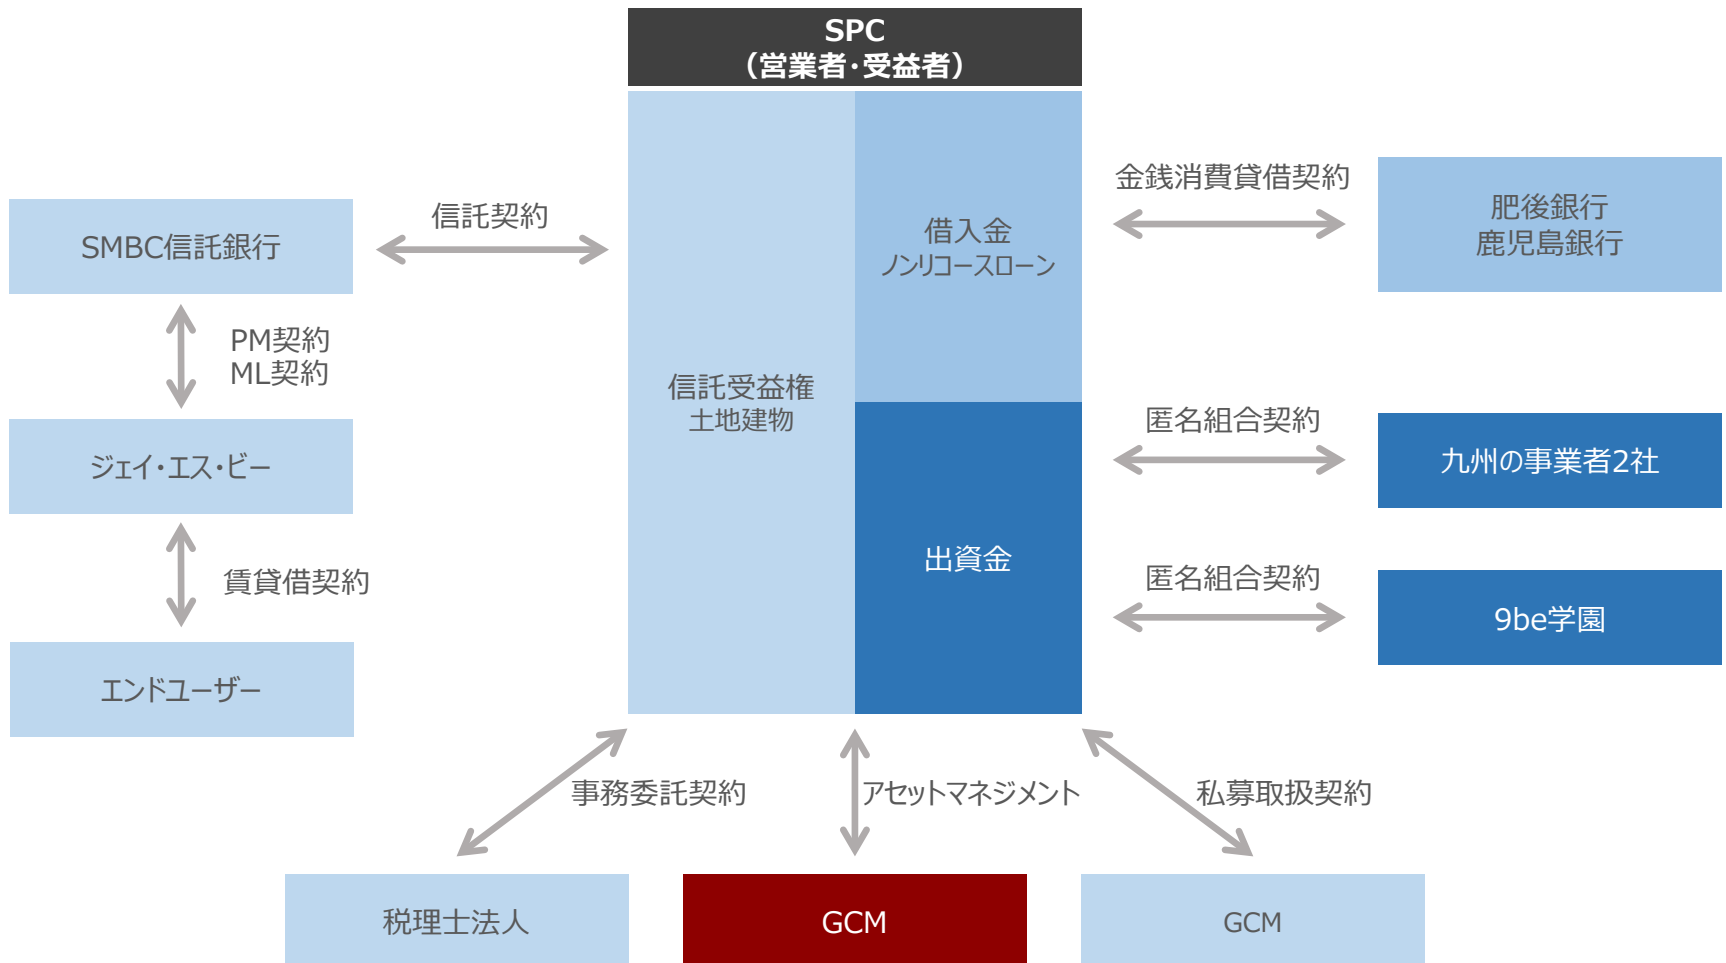 SPC
（営業者・受益者）
信託契約
SMBC信託銀行
PM契約
ML契約
ジェイ・エス・ビー
賃貸借契約
エンドユーザー
信託受益権
土地建物
借入金
ノンリコースローン
出資金
金銭消費貸借契約
肥後銀行
鹿児島銀行
匿名組合契約
九州の事業者2社
匿名組合契約
9be学園
事務委託契約
アセットマネジメント
私募取扱契約
税理士法人
GCM
GCM